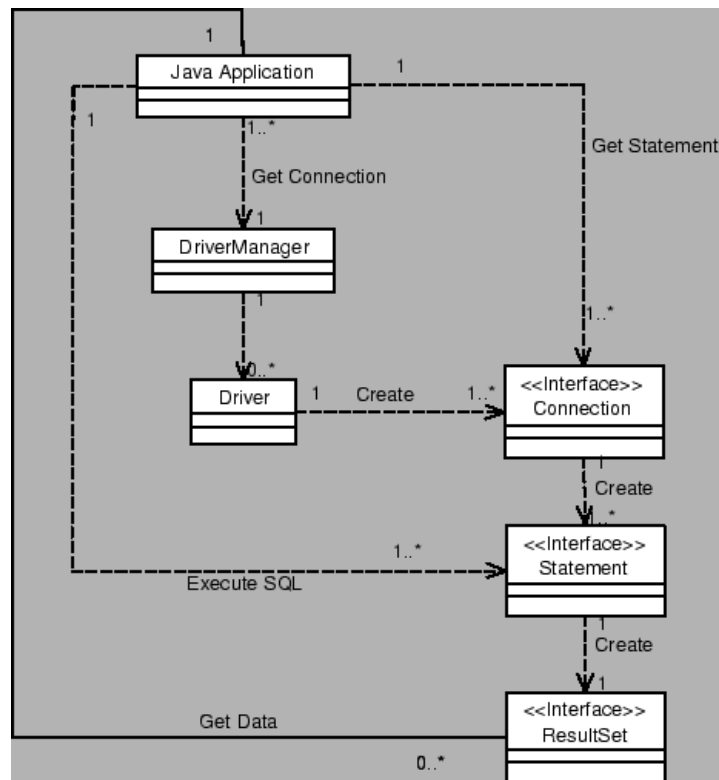 1
Java Application
1
1
1..*
Get Statement
Get Connection
1
DriverManager
1
1..*
0..*
Driver
1
Create
1..*
<<Interface>>
Connection
1
Create
1..*
<<Interface>>
Statement
1..*
Execute SQL
1
Create
1
<<Interface>>
ResultSet
Get Data
0..*